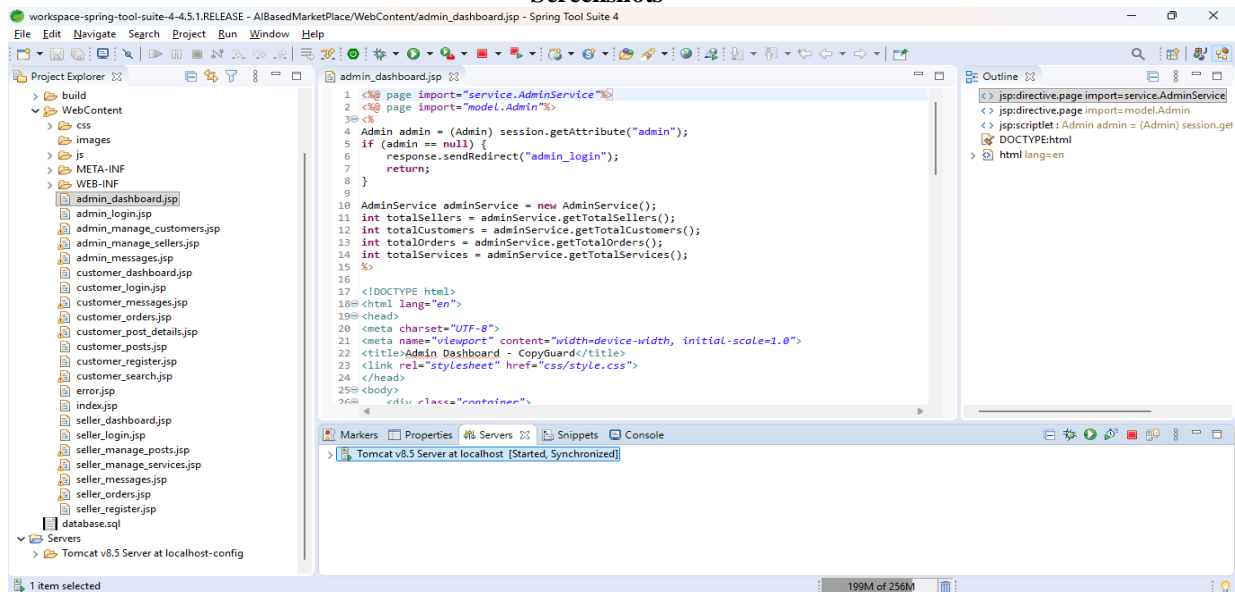 Screenshots
workspace-spring-tool-suite-4-4.5.1.RELEASE - AIBasedMarketPlace/WebContent/admin_dashboard.jsp - Spring Tool Suite 4
File Edit Navigate Search Project Run Window Help
Project Explorer
build
WebContent
css
images
js
META-INF
WEB-INF
admin_dashboard.jsp
admin_login.jsp
admin_manage_customers.jsp
admin_manage_sellers.jsp
admin_messages.jsp
customer_dashboard.jsp
customer_login.jsp
customer_messages.jsp
customer_orders.jsp
customer_post_details.jsp
customer_posts.jsp
customer_register.jsp
customer_search.jsp
error.jsp
index.jsp
seller_dashboard.jsp
seller_login.jsp
seller_manage_posts.jsp
seller_manage_services.jsp
seller_messages.jsp
seller_orders.jsp
seller_register.jsp
database.sql
Servers
Tomcat v8.5 Server at localhost-config
admin_dashboard.jsp
1 <%@ page import="service.AdminService"%>
2 <%@ page import="model.Admin"%>
3 <%
4 Admin admin = (Admin) session.getAttribute("admin");
5 if (admin == null) {
6 response.sendRedirect("admin_login");
7 return;
8 }
9
10 AdminService adminService = new AdminService();
11 int totalSellers = adminService.getTotalSellers();
12 int totalCustomers = adminService.getTotalCustomers();
13 int totalOrders = adminService.getTotalOrders();
14 int totalServices = adminService.getTotalServices();
15 %>
16
17 <!DOCTYPE html>
18 <html lang="en">
19 <head>
20 <meta charset="UTF-8">
21 <meta name="viewport" content="width=device-width, initial-scale=1.0">
22 <title>Admin Dashboard - CopyGuard</title>
23 <link rel="stylesheet" href="css/style.css">
24 </head>
25 <body>
26 <div class="container">
Outline
jsp:directive.page import=service.AdminService
jsp:directive.page import=model.Admin
jsp:scriptlet : Admin admin = (Admin) session.get
DOCTYPE:html
html lang=en
Markers Properties Servers Snippets Console
Tomcat v8.5 Server at localhost [Started, Synchronized]
1 item selected
199M of 256M